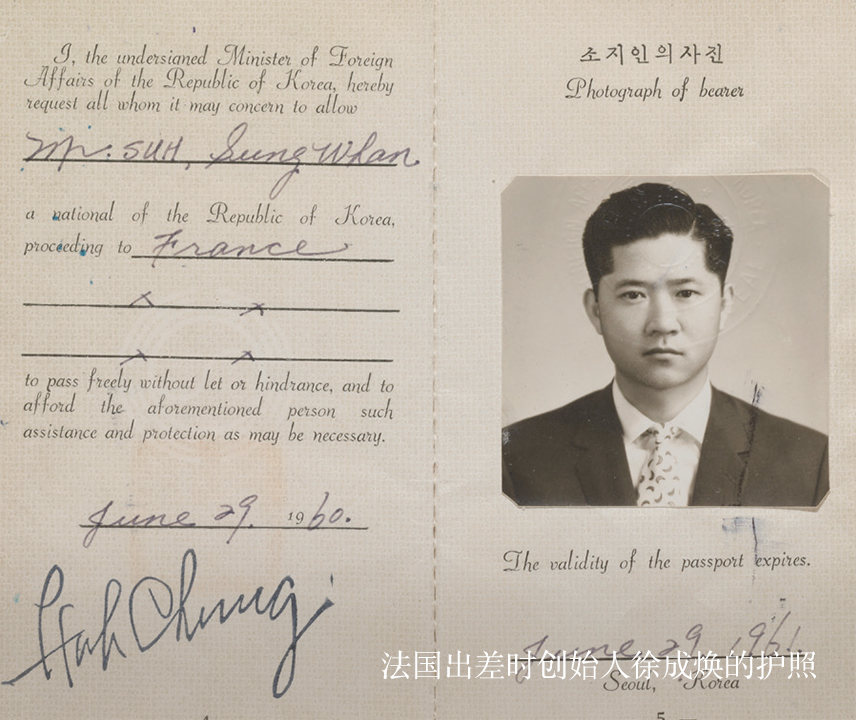 I, the undersianed Minister of Foreign
Affairs of the Republic of Korea, hereby
request all whom it may concern to allow
Mr. SUH, Sung Whan.
a national of the Republic of Korea,
proceeding to France
to pass freely without let or hindrance, and to
afford the aforementioned person such
assistance and protection as may be necessary.
June 29. 1960.
소지인의사진
Photograph of bearer
The validity of the passport expires.
June 29, 1961.
法国出差时创始人徐成焕的护照
Seoul, Korea
5